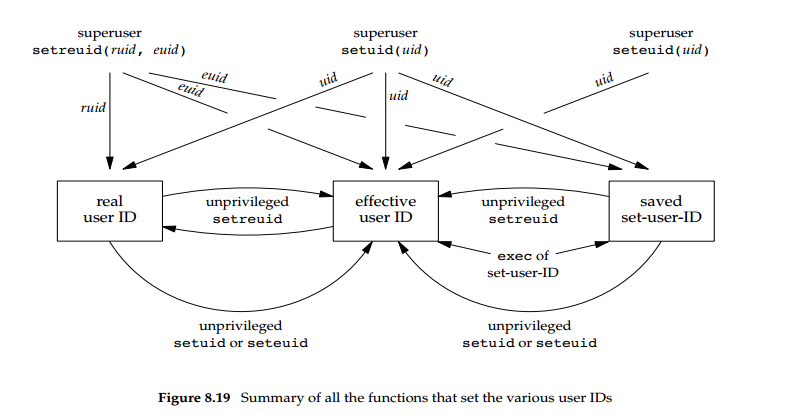 superuser
setreuid(ruid, euid)
superuser
setuid(uid)
superuser
seteuid(uid)
ruid
euid
euid
uid
uid
uid
uid
real
user ID
unprivileged
setreuid
effective
user ID
unprivileged
setreuid
saved
set-user-ID
exec of
set-user-ID
unprivileged
setuid or seteuid
unprivileged
setuid or seteuid
Figure 8.19 Summary of all the functions that set the various user IDs